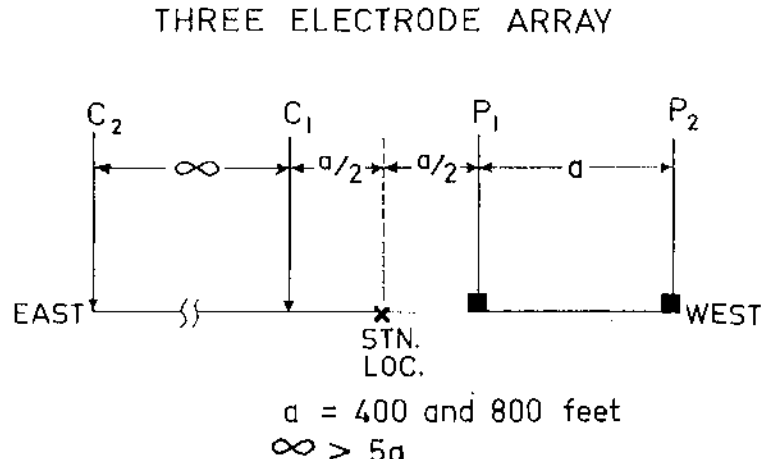 THREE ELECTRODE ARRAY
C₂ C₁ P₁ P₂
∞ a/2 a/2 a
EAST WEST
STN.
LOC.
a = 400 and 800 feet
∞ > 5a